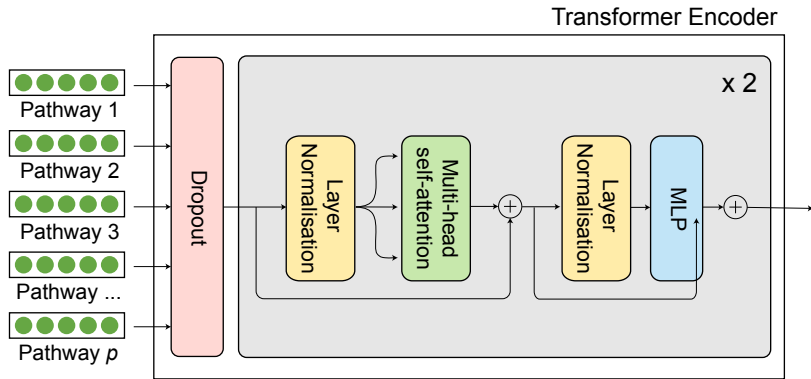 Transformer Encoder
x 2
Pathway 1
Pathway 2
Pathway 3
Pathway ...
Pathway p
Dropout
Layer
Normalisation
Multi-head
self-attention
Layer
Normalisation
MLP